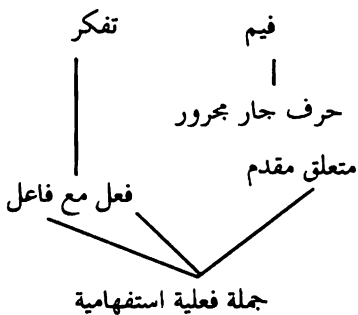 فيم تفكر
حرف جار مجرور
متعلق مقدم
فعل مع فاعل
جملة فعلية استفهامية